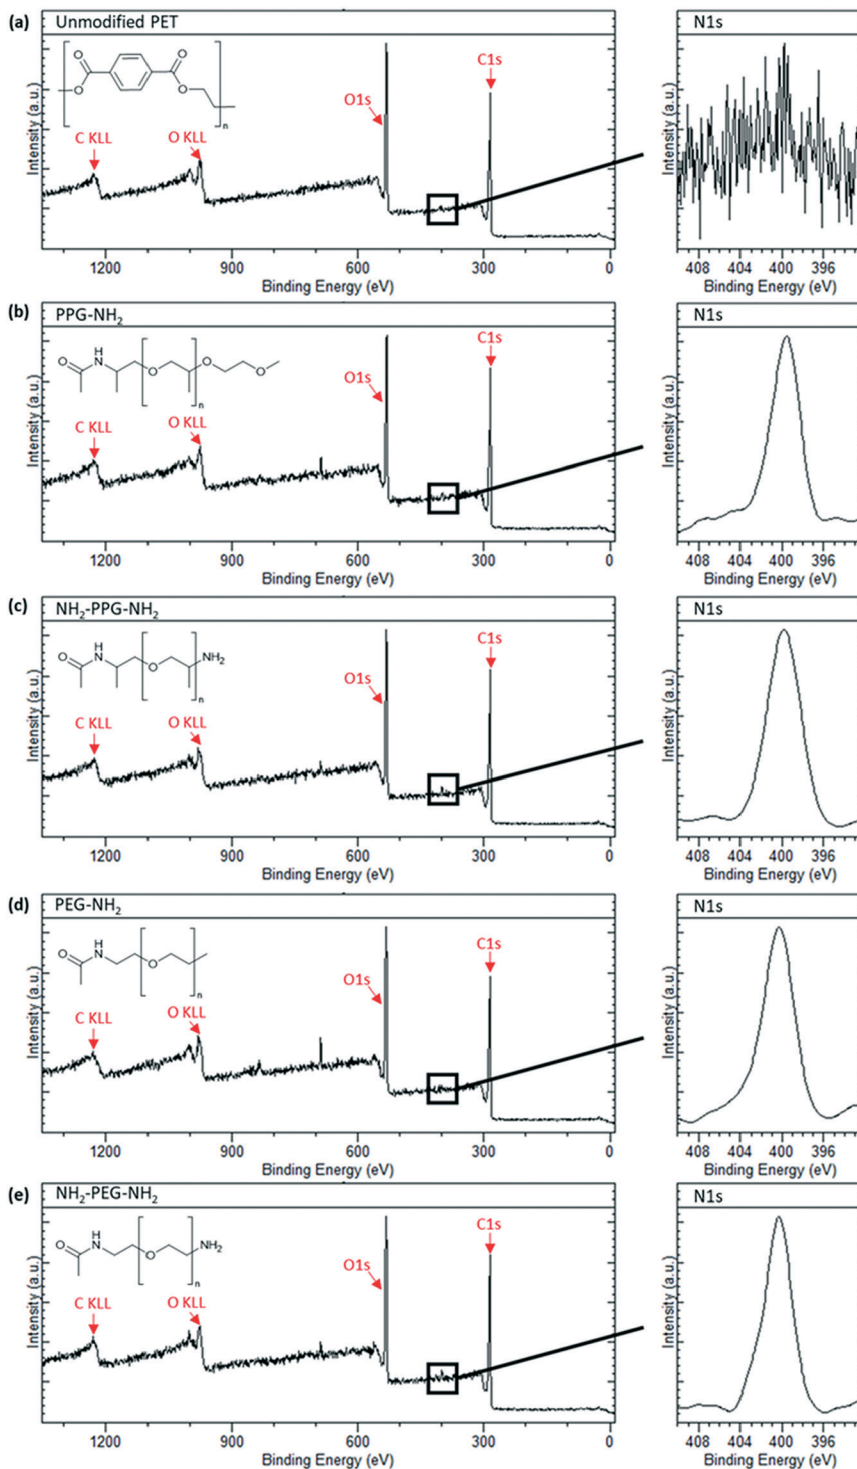 (a) Unmodified PET N1s
O O O O n
C KLL O KLL O1s C1s
Intensity (a.u.) Intensity (a.u.)
1200 900 600 300 0 408 404 400 396
Binding Energy (eV) Binding Energy (eV)
(b) PPG-NH₂ N1s
O H N O O O n
C KLL O KLL O1s C1s
Intensity (a.u.) Intensity (a.u.)
1200 900 600 300 0 408 404 400 396
Binding Energy (eV) Binding Energy (eV)
(c) NH₂-PPG-NH₂ N1s
O H N O NH₂ n
C KLL O KLL O1s C1s
Intensity (a.u.) Intensity (a.u.)
1200 900 600 300 0 408 404 400 396
Binding Energy (eV) Binding Energy (eV)
(d) PEG-NH₂ N1s
O H N O n
C KLL O KLL O1s C1s
Intensity (a.u.) Intensity (a.u.)
1200 900 600 300 0 408 404 400 396
Binding Energy (eV) Binding Energy (eV)
(e) NH₂-PEG-NH₂ N1s
O H N O NH₂ n
C KLL O KLL O1s C1s
Intensity (a.u.) Intensity (a.u.)
1200 900 600 300 0 408 404 400 396
Binding Energy (eV) Binding Energy (eV)